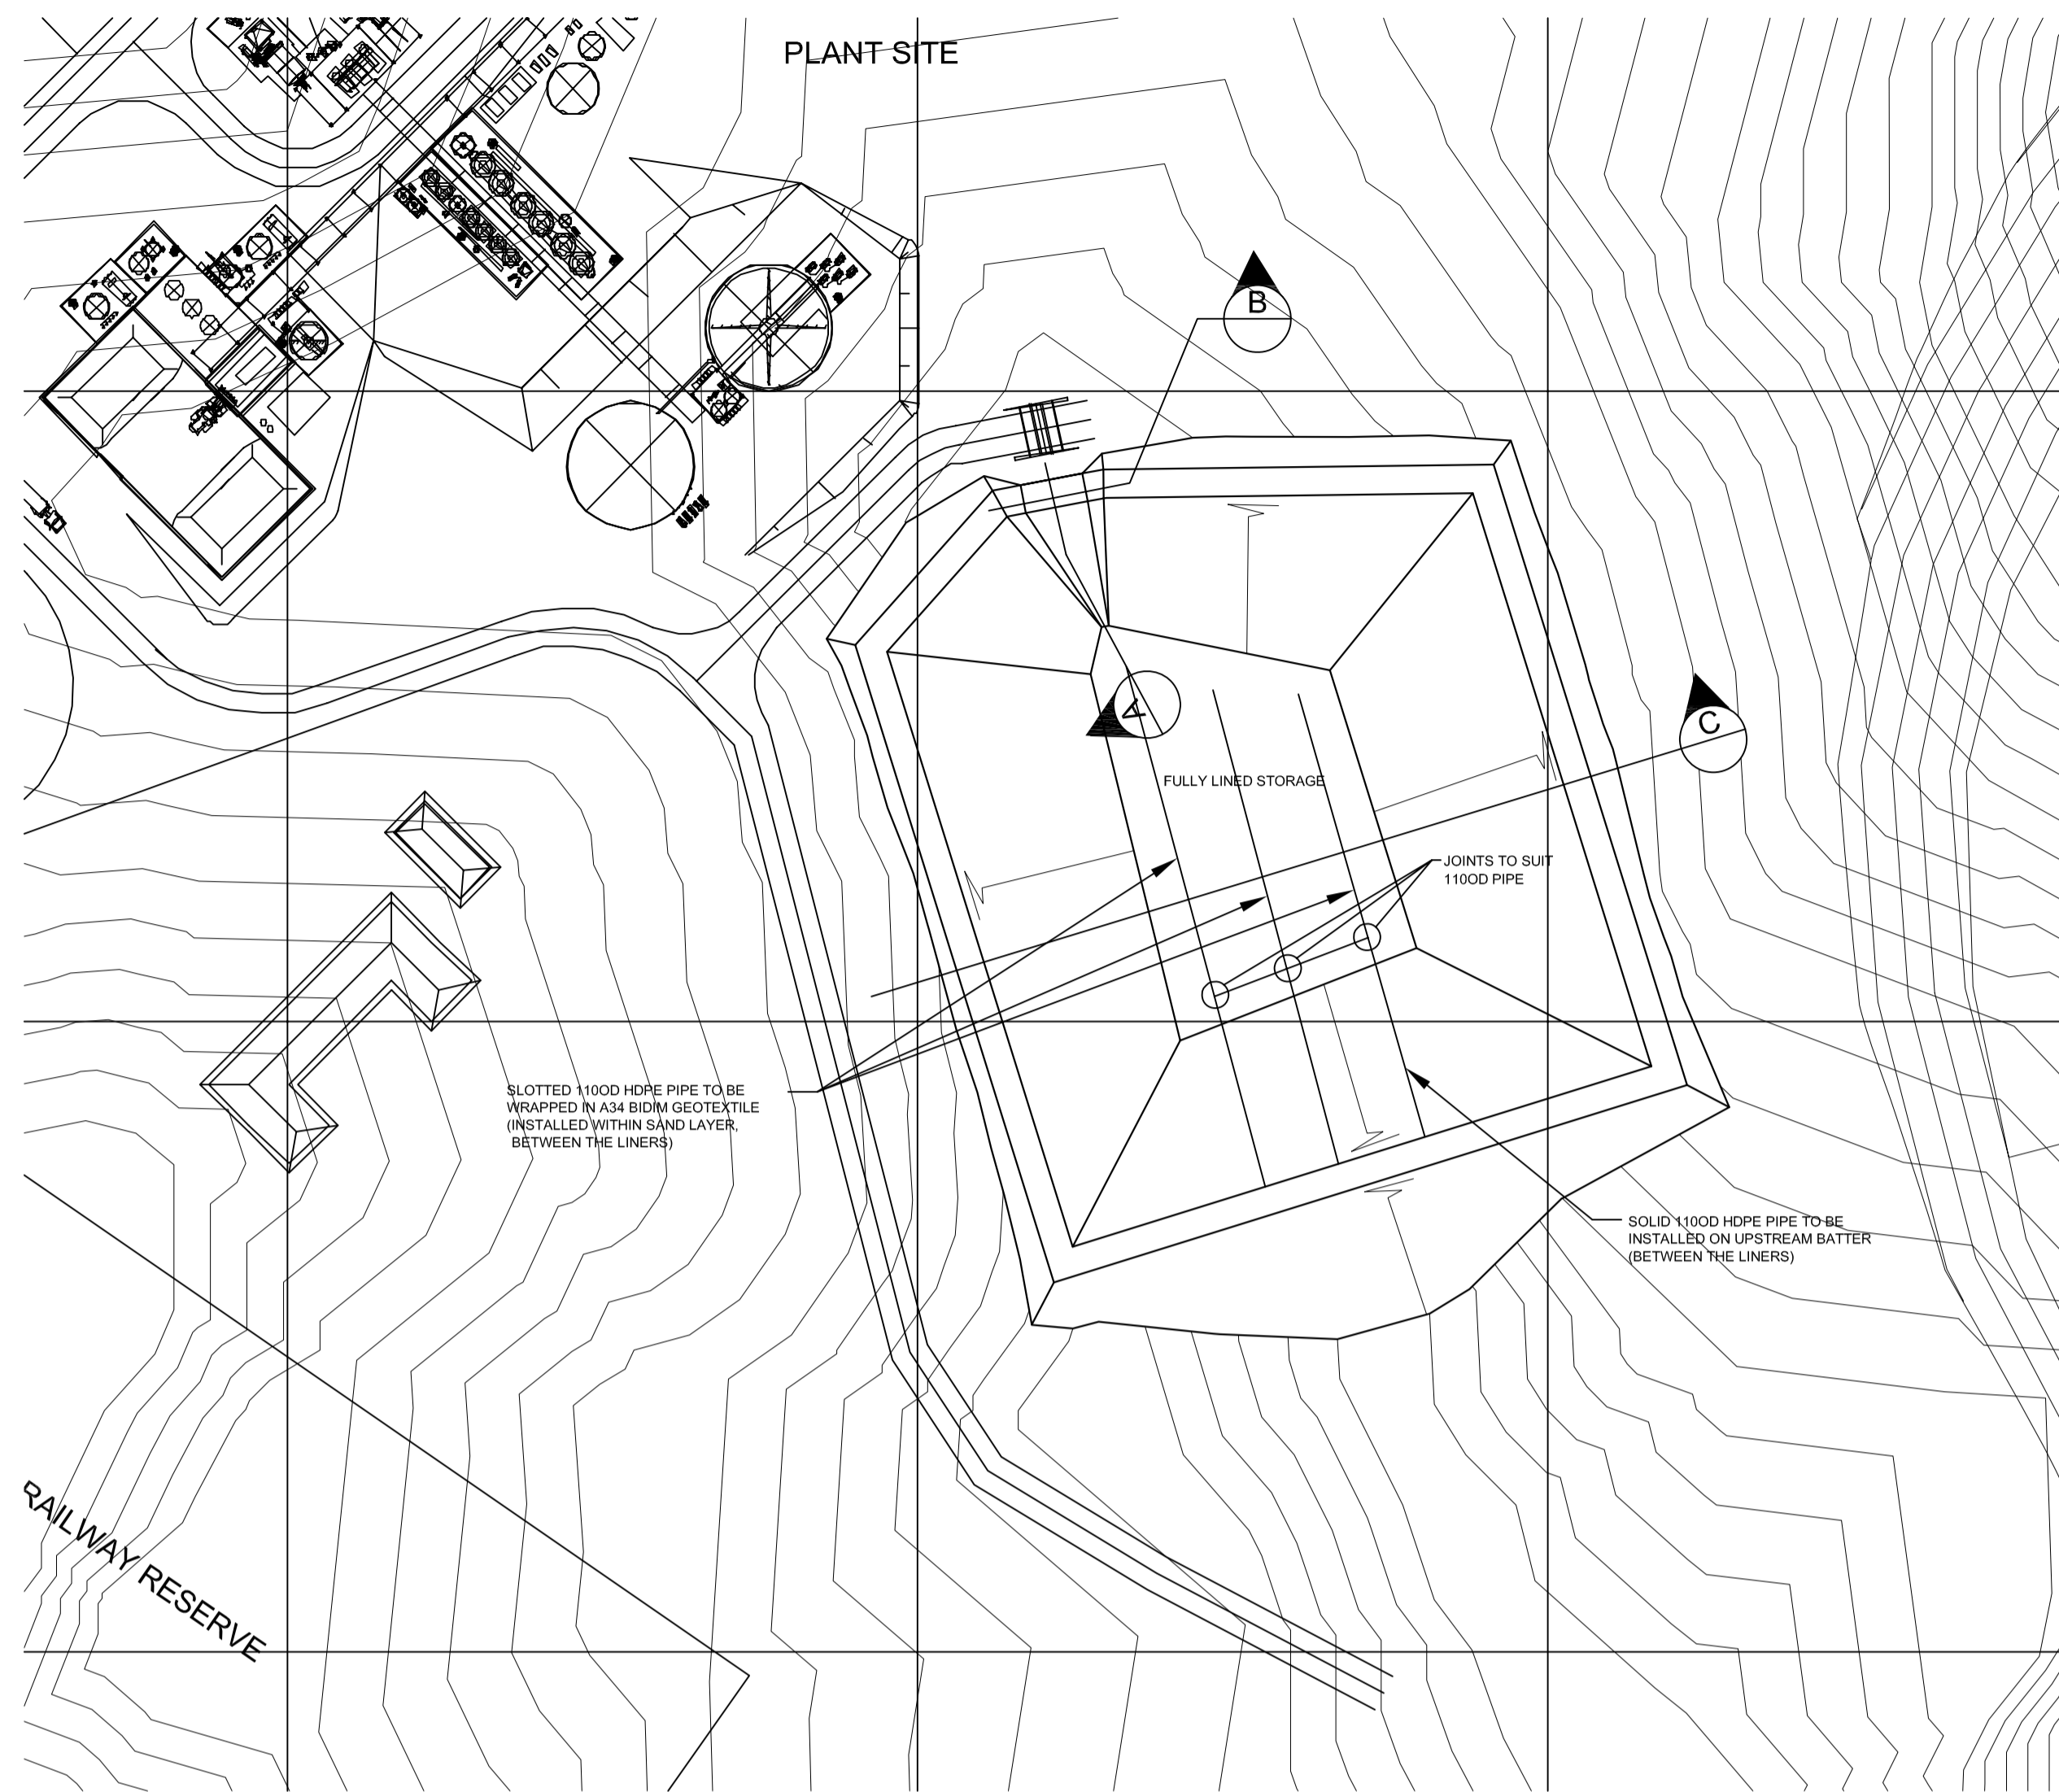 PLANT SITE
B
A
C
FULLY LINED STORAGE
JOINTS TO SUIT
110OD PIPE
SLOTTED 110OD HDPE PIPE TO BE
WRAPPED IN A34 BIDIM GEOTEXTILE
(INSTALLED WITHIN SAND LAYER,
BETWEEN THE LINERS)
SOLID 110OD HDPE PIPE TO BE
INSTALLED ON UPSTREAM BATTER
(BETWEEN THE LINERS)
RAILWAY RESERVE